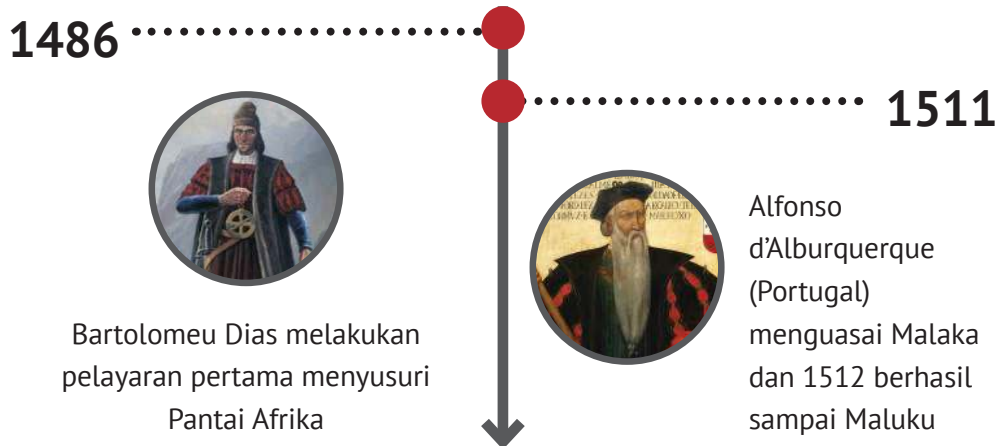 1486
Bartolomeu Dias melakukan
pelayaran pertama menyusuri
Pantai Afrika
1511
Alfonso
d’Alburquerque
(Portugal)
menguasai Malaka
dan 1512 berhasil
sampai Maluku